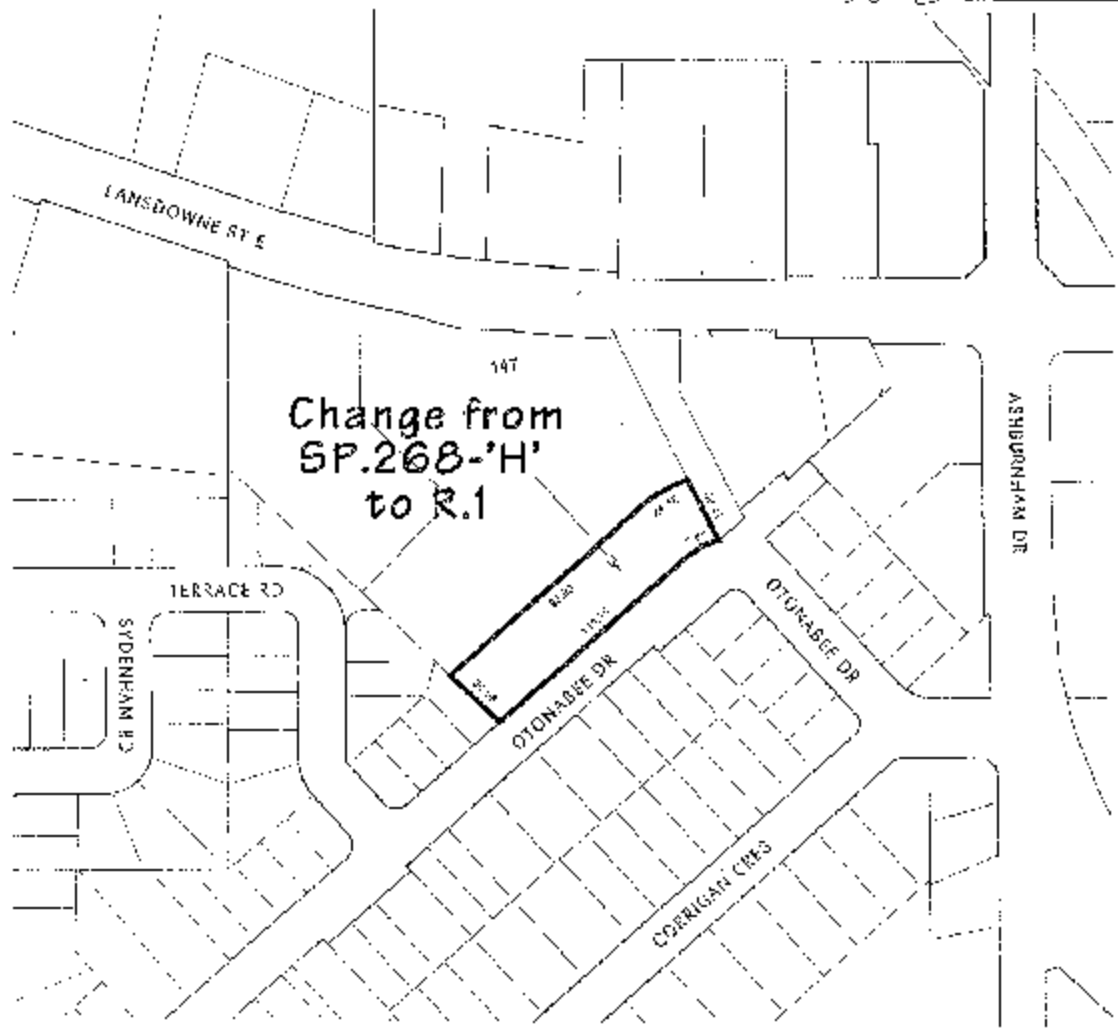 LANSDOWNE ST E
147
Change from
SP.268-'H'
to R.1
ASHBURNHAM DR
TERRACE RD
SYDENHAM RD
OTONABEE DR
OTONABEE DR
CORRIGAN CRES